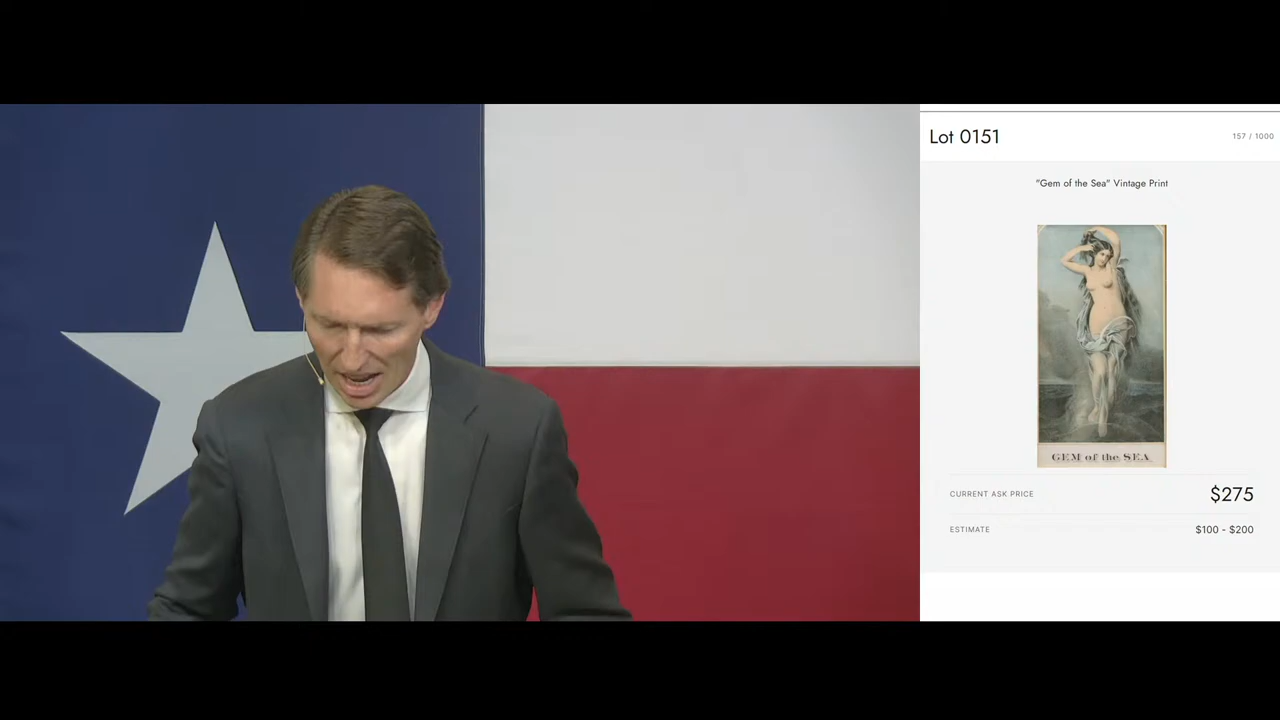 Lot 0151
157 / 1000
"Gem of the Sea" Vintage Print
GEM of the SEA
CURRENT ASK PRICE
$275
ESTIMATE
$100 - $200